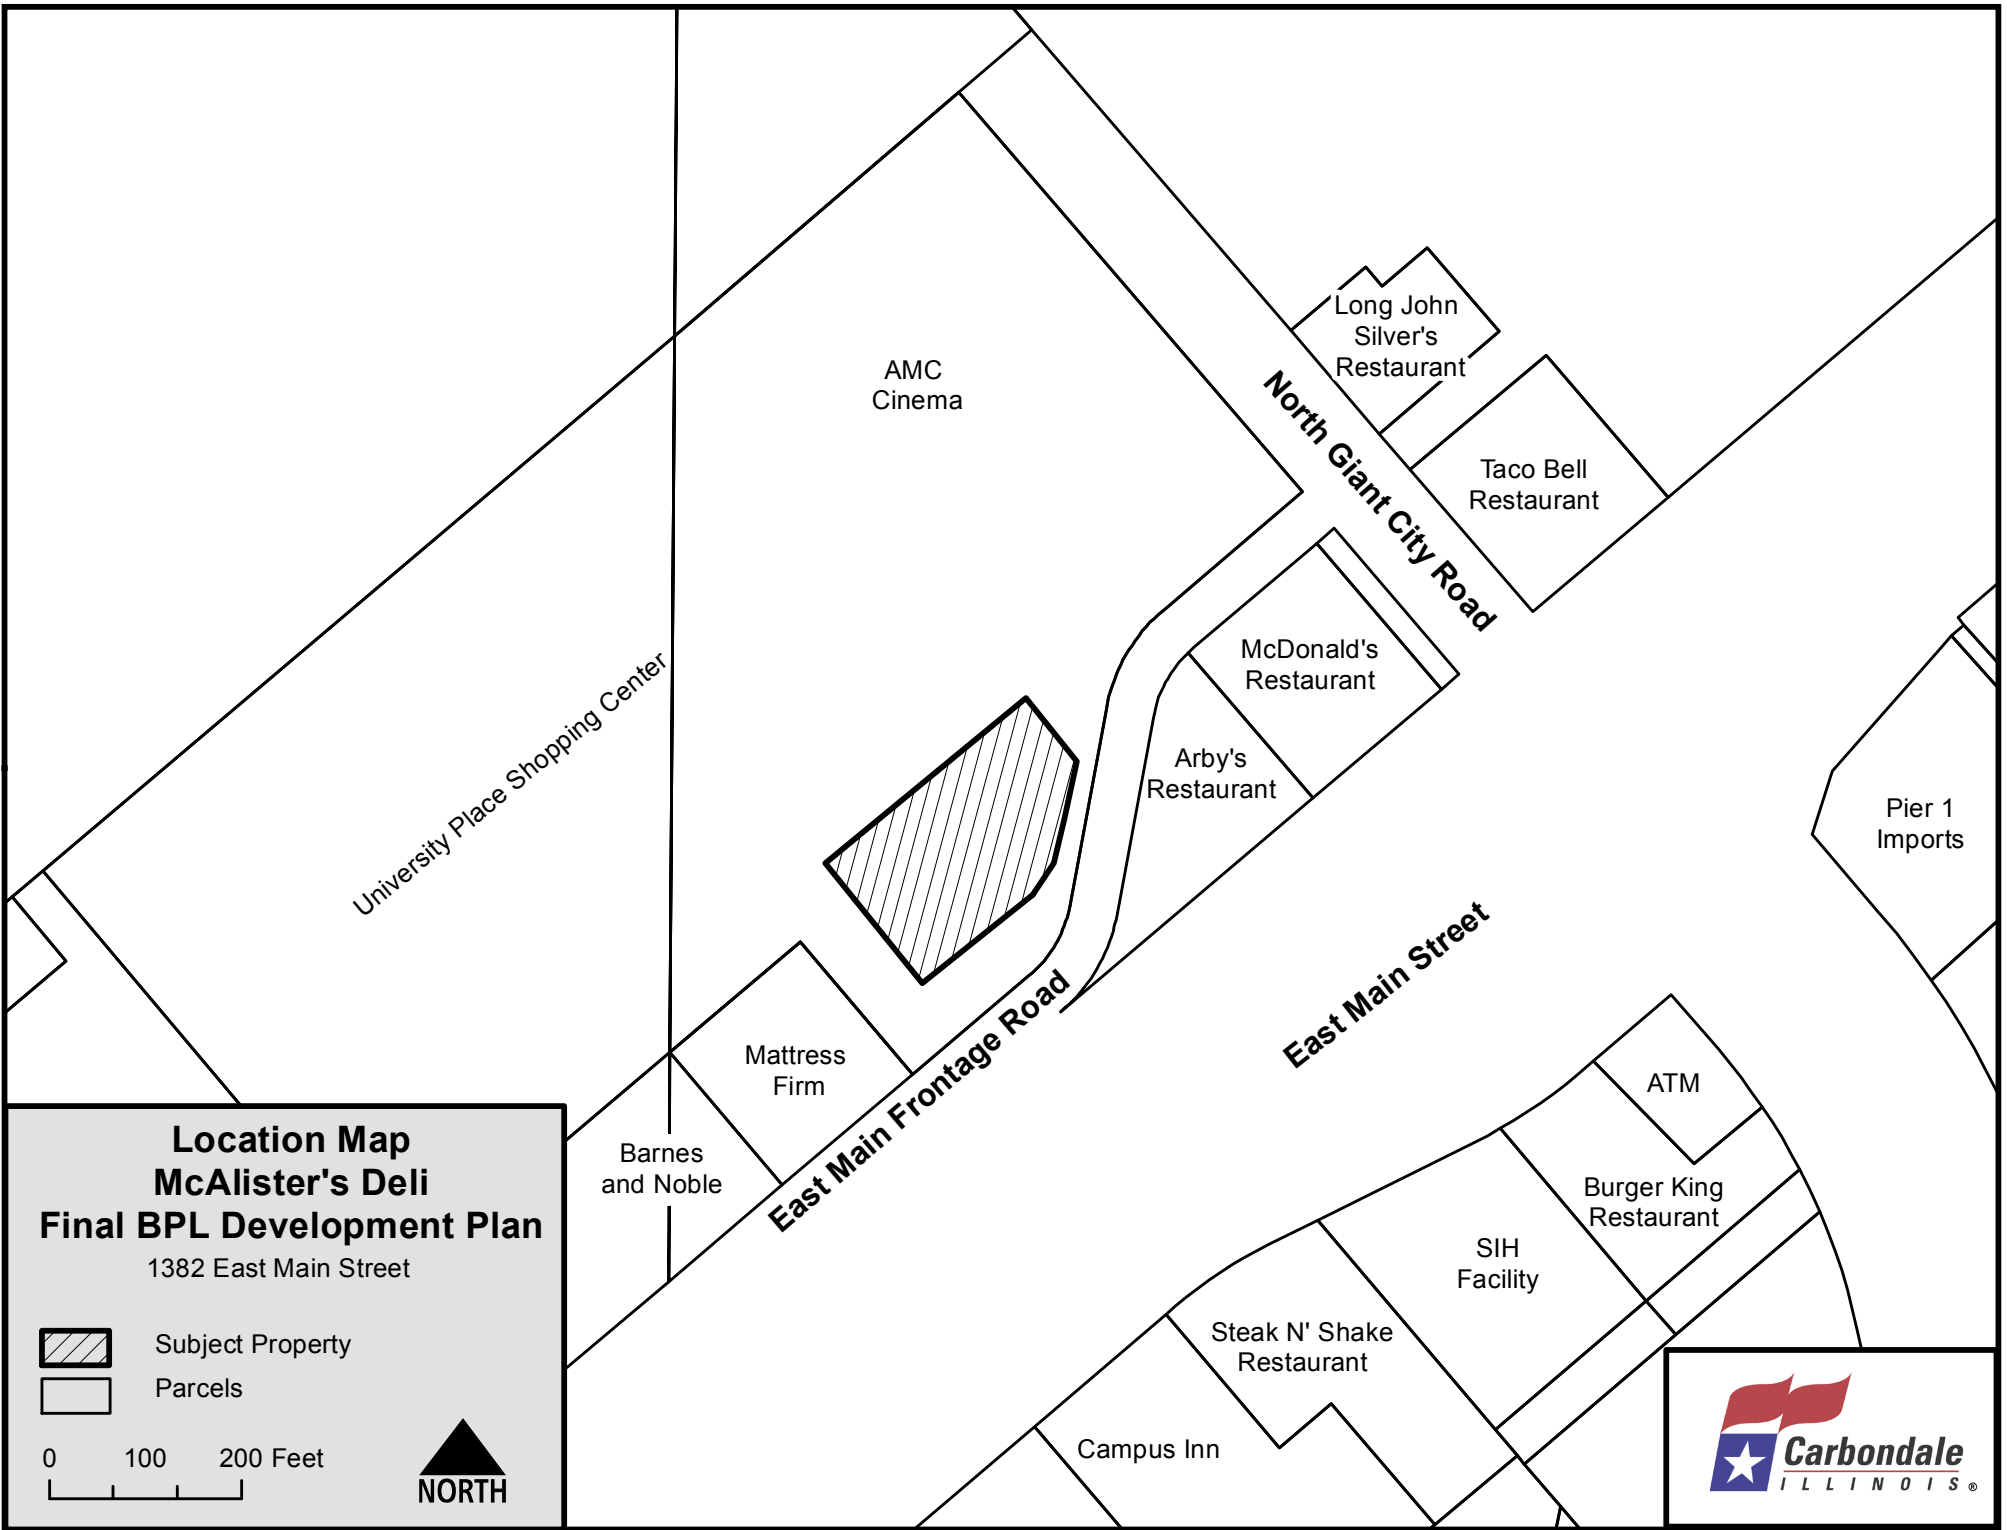 Long John
Silver's
Restaurant
AMC
Cinema
North Giant City Road
Taco Bell
Restaurant
McDonald's
Restaurant
University Place Shopping Center
Arby's
Restaurant
Pier 1
Imports
East Main Street
East Main Frontage Road
Mattress
Firm
ATM
Barnes
and Noble
Burger King
Restaurant
SIH
Facility
Steak N' Shake
Restaurant
Campus Inn
Location Map
McAlister's Deli
Final BPL Development Plan
1382 East Main Street
Subject Property
Parcels
0 100 200 Feet
NORTH
Carbondale
ILLINOIS ®